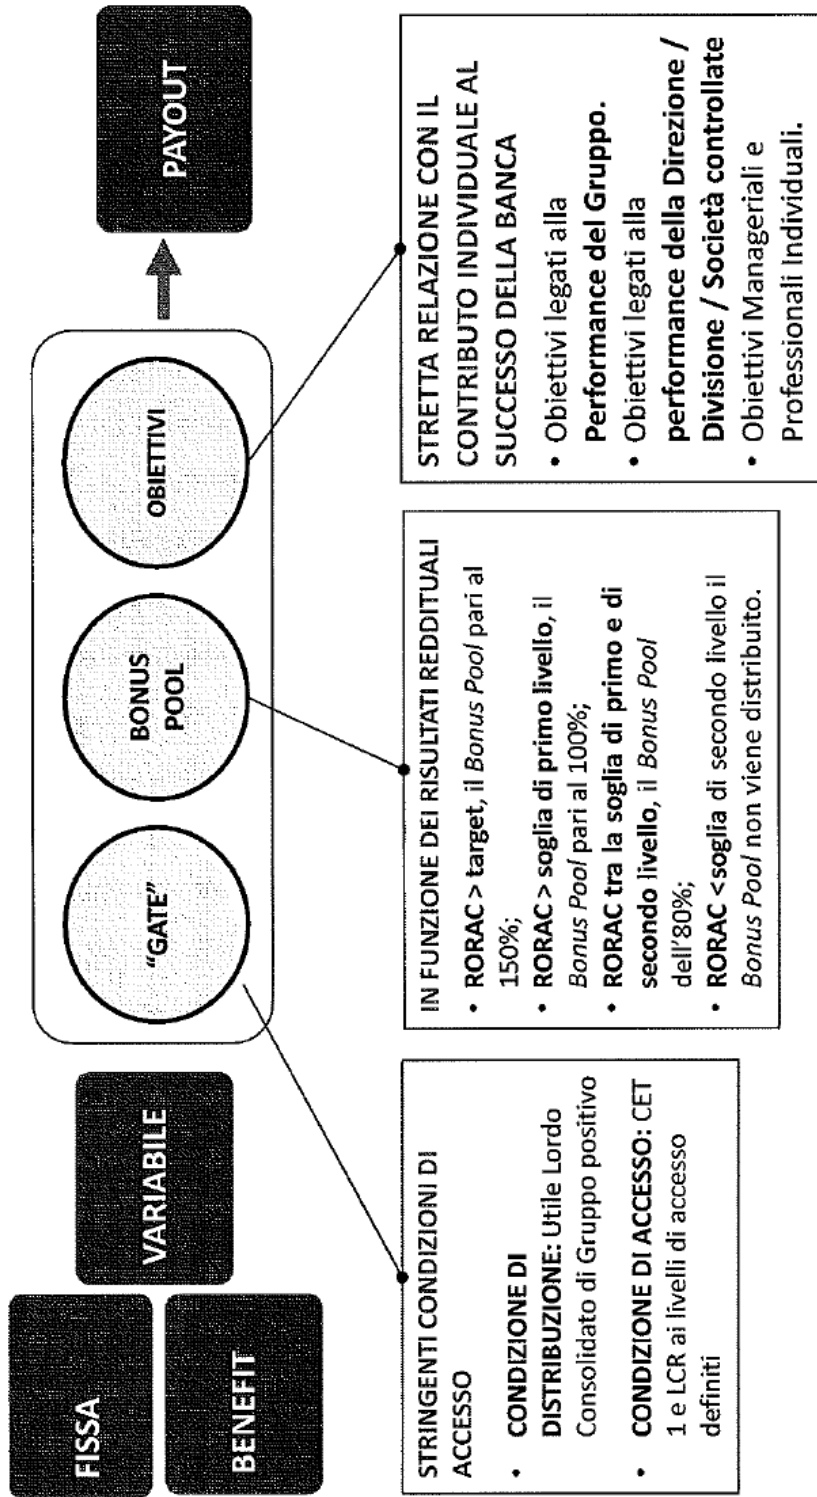 FISSA
BENEFIT
VARIABILE
“GATE”
BONUS
POOL
OBIETTIVI
PAYOUT
STRINGENTI CONDIZIONI DI
ACCESSO
• CONDIZIONE DI
DISTRIBUZIONE: Utile Lordo
Consolidato di Gruppo positivo
• CONDIZIONE DI ACCESSO: CET
1 e LCR ai livelli di accesso
definiti
IN FUNZIONE DEI RISULTATI REDDITUALI
• RORAC > target, il Bonus Pool pari al
150%;
• RORAC > soglia di primo livello, il
Bonus Pool pari al 100%;
• RORAC tra la soglia di primo e di
secondo livello, il Bonus Pool
dell’80%;
• RORAC <soglia di secondo livello il
Bonus Pool non viene distribuito.
STRETTA RELAZIONE CON IL
CONTRIBUTO INDIVIDUALE AL
SUCCESSO DELLA BANCA
• Obiettivi legati alla
Performance del Gruppo.
• Obiettivi legati alla
performance della Direzione /
Divisione / Società controllate
• Obiettivi Manageriali e
Professionali Individuali.